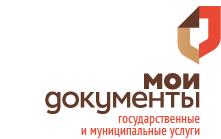 мои
документы
государственные
и муниципальные услуги